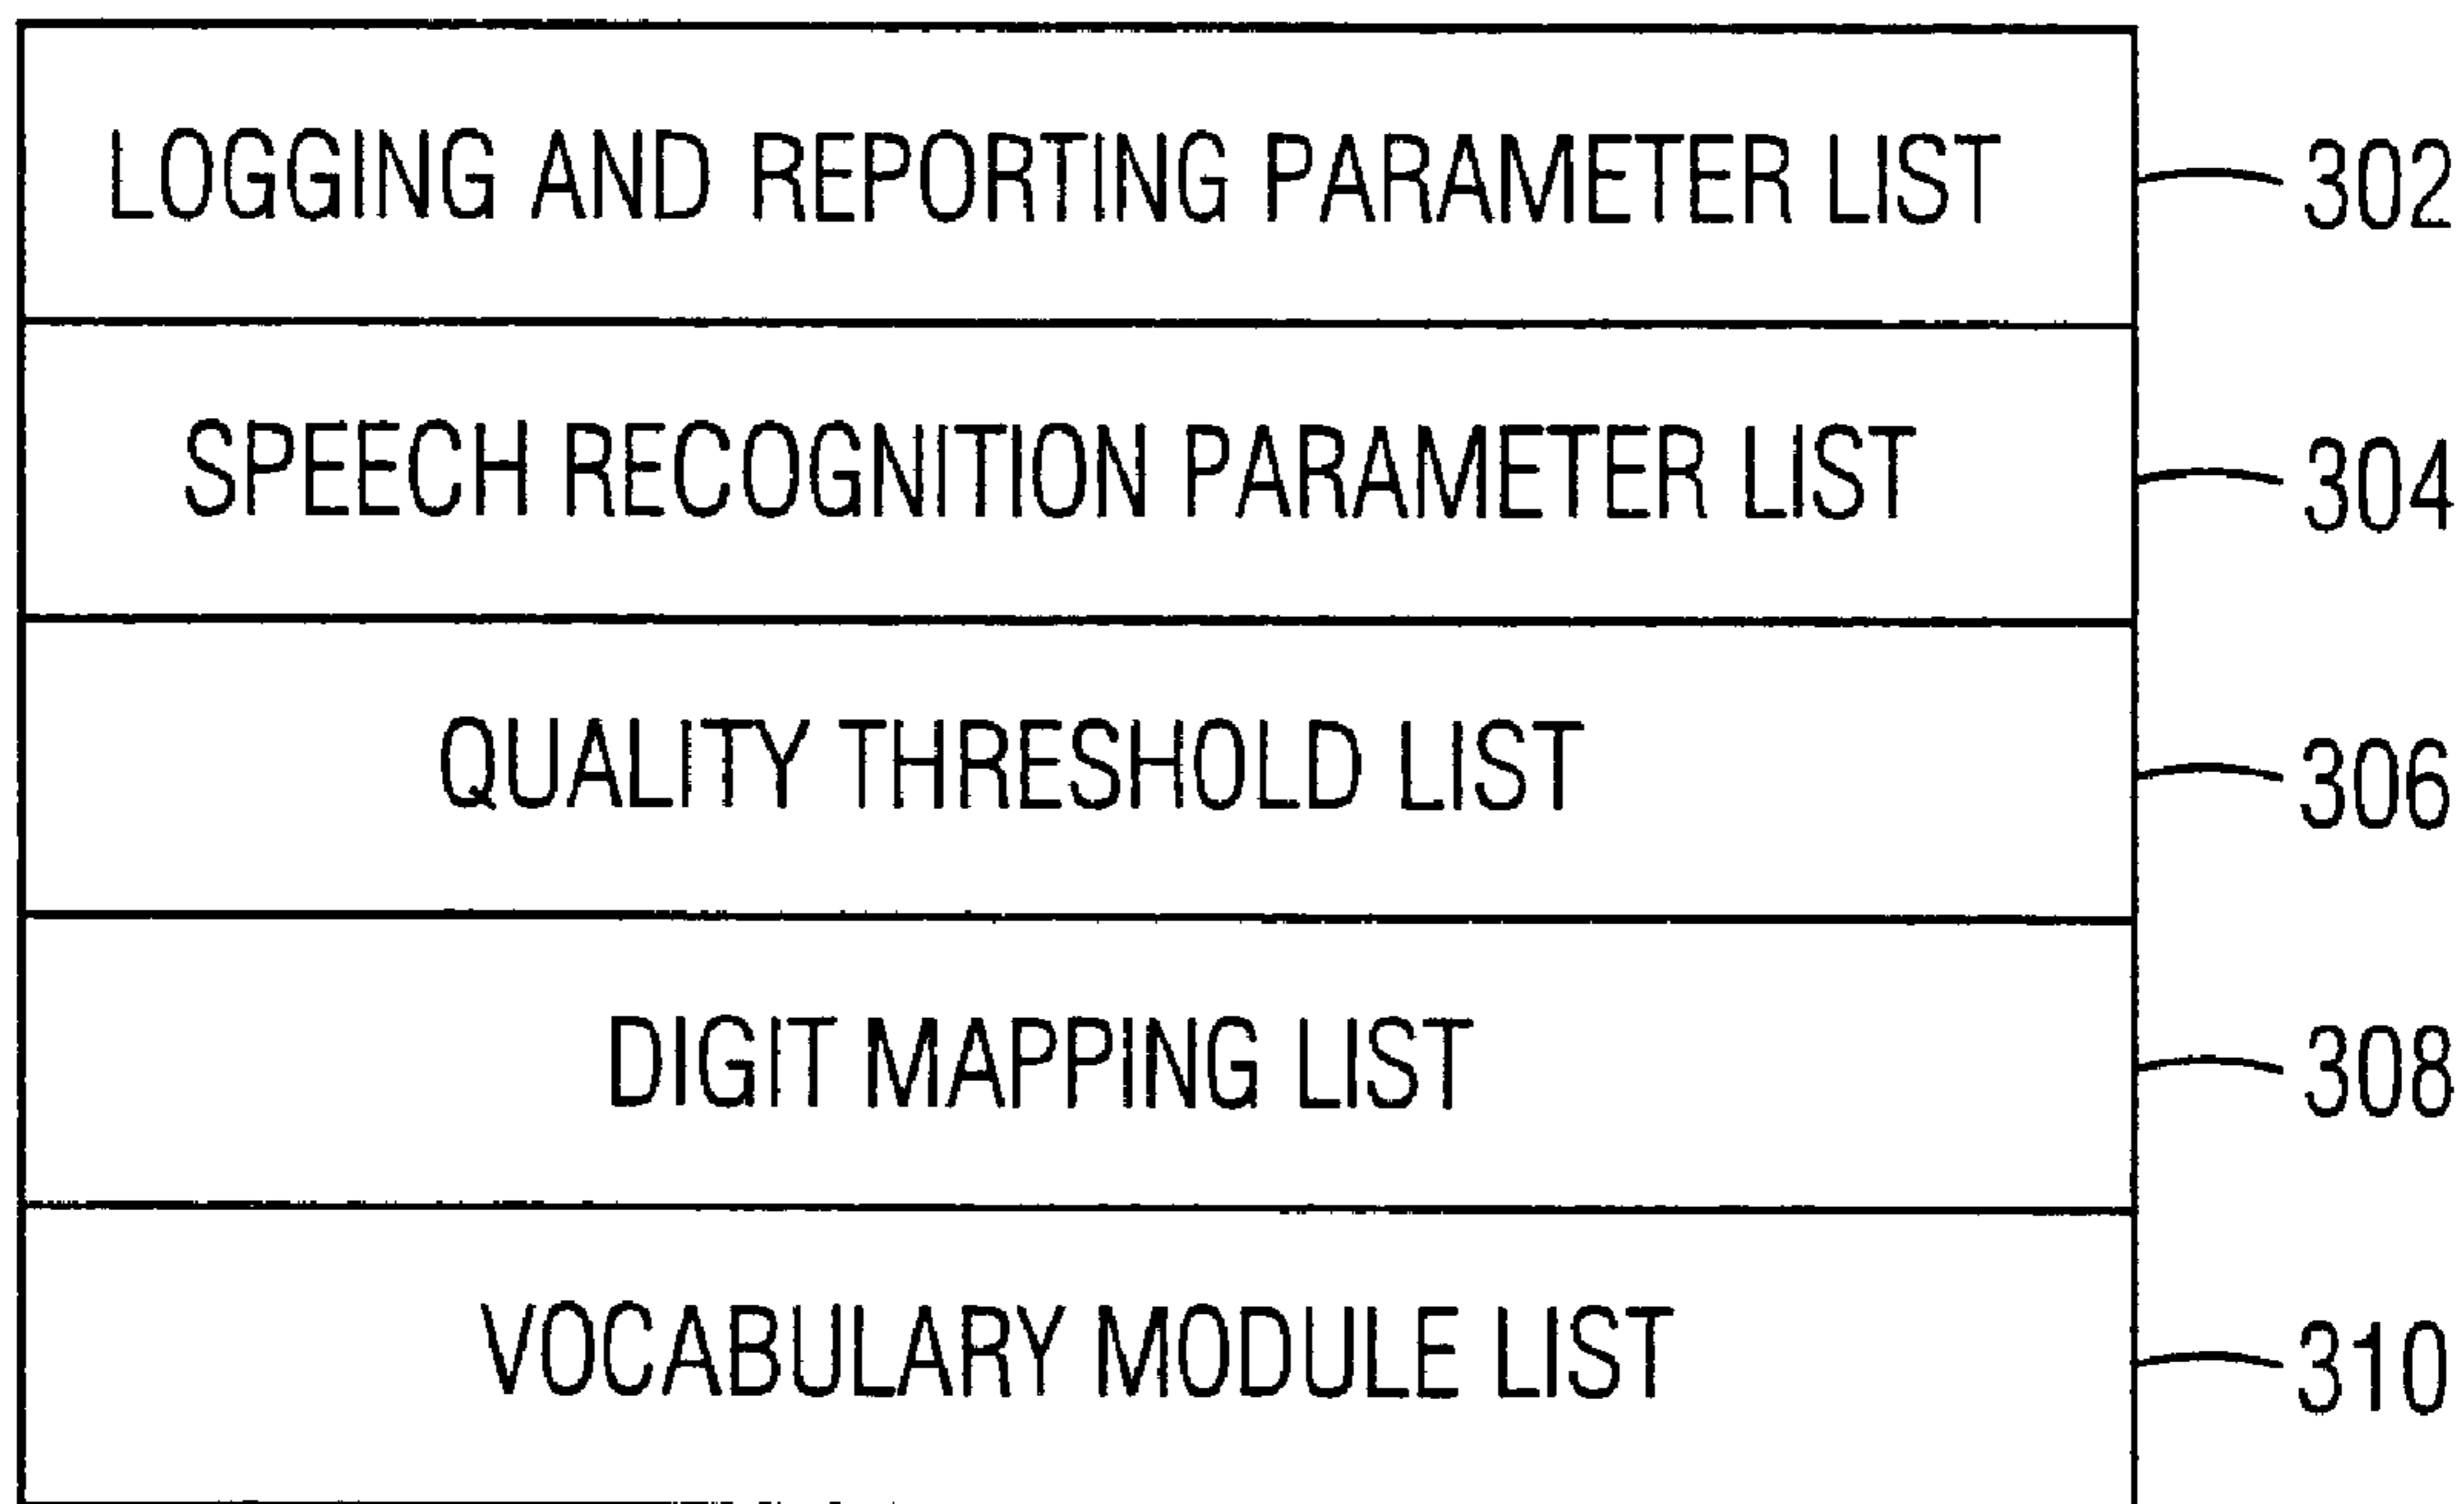 LOGGING AND REPORTING PARAMETER LIST 302
SPEECH RECOGNITION PARAMETER LIST 304
QUALITY THRESHOLD LIST 306
DIGIT MAPPING LIST 308
VOCABULARY MODULE LIST 310